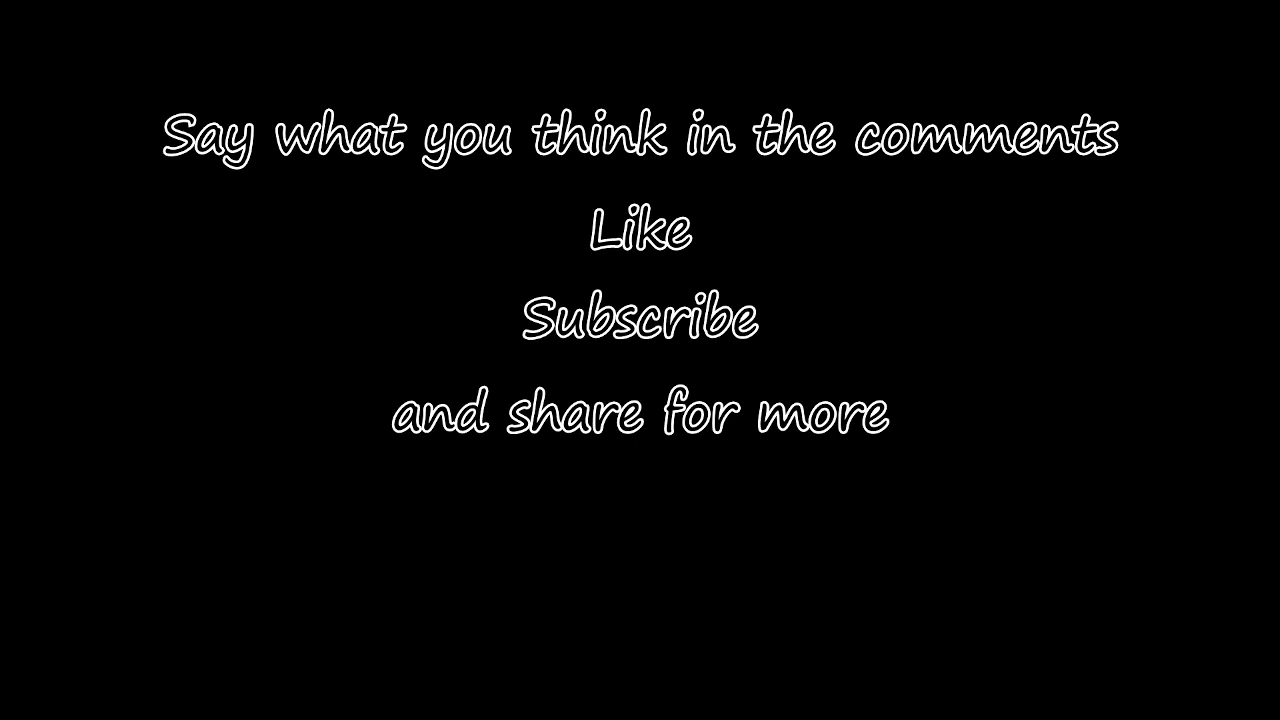 Say what you think in the comments
Like
Subscribe
and share for more